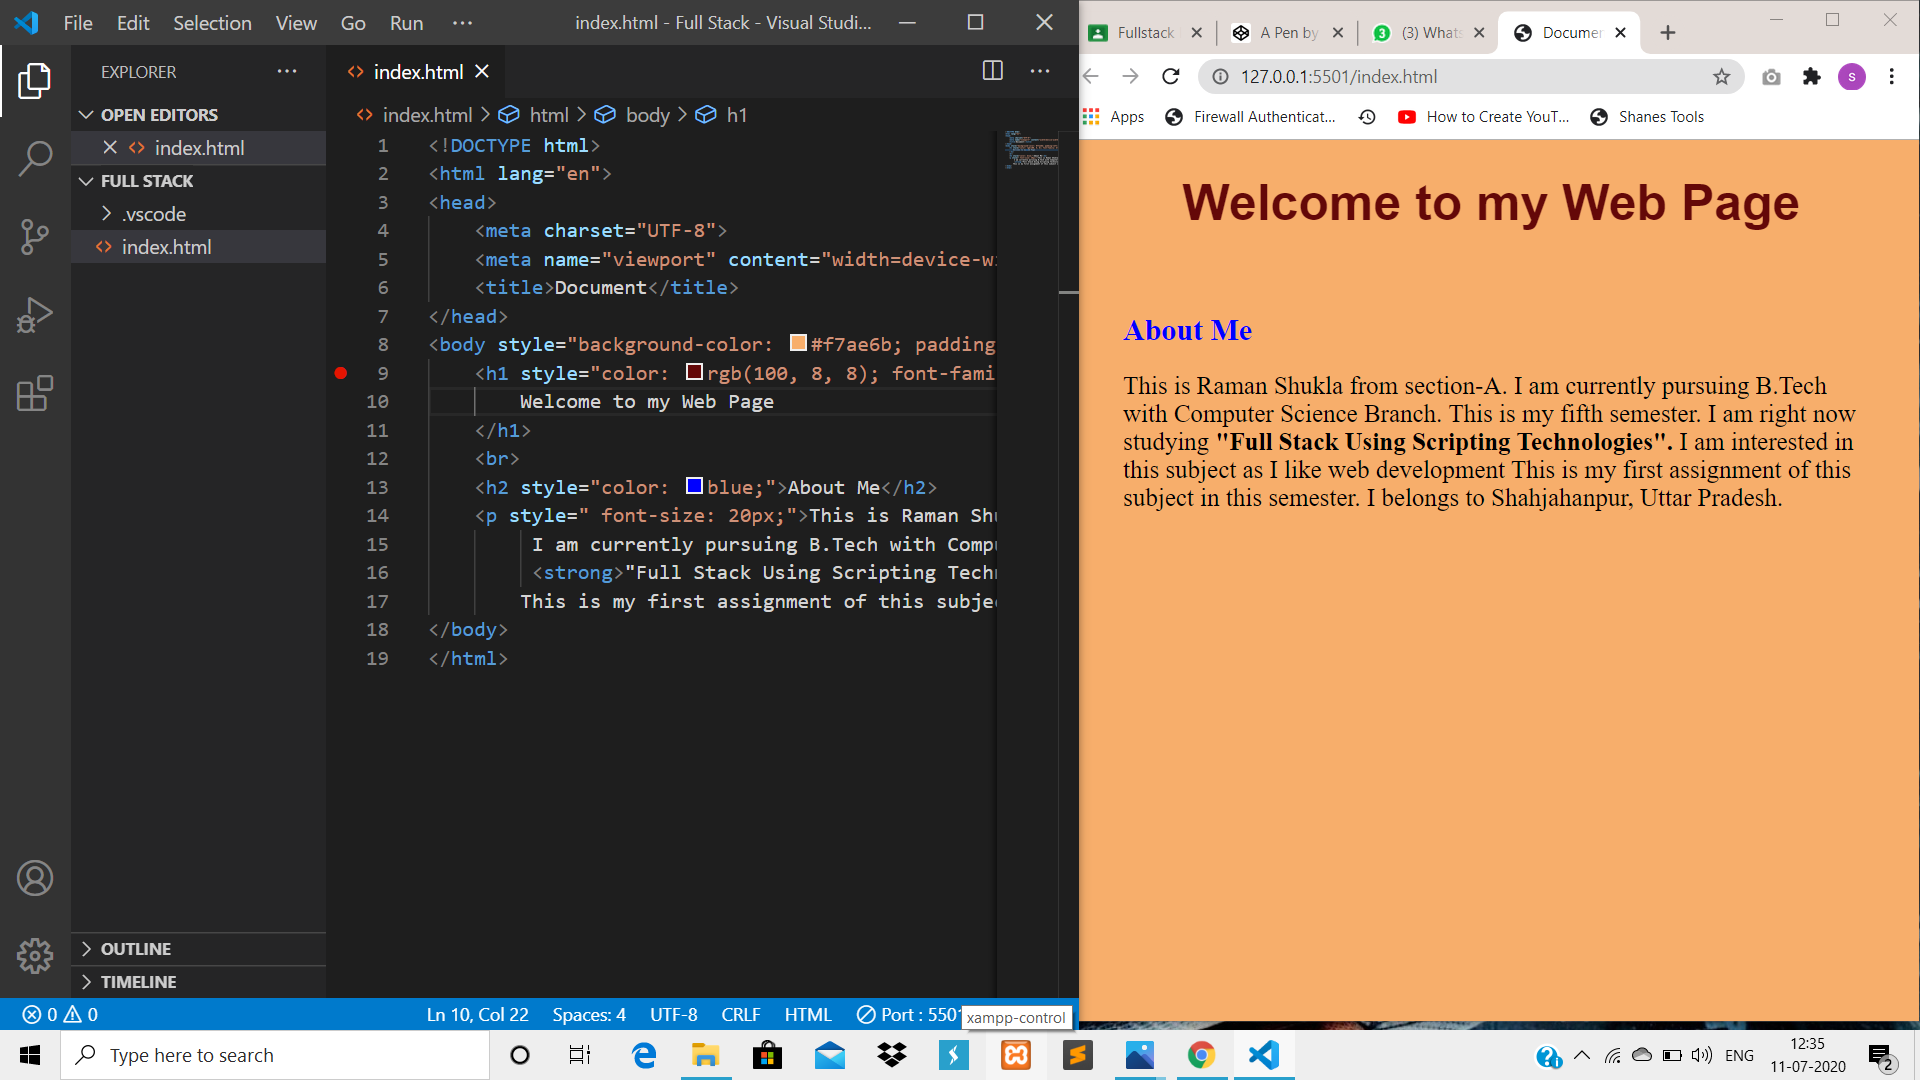 File Edit Selection View Go Run ··· index.html - Full Stack - Visual Studi...
EXPLORER ···
OPEN EDITORS
index.html
FULL STACK
.vscode
index.html
OUTLINE
TIMELINE
index.html
index.html > html > body > h1
1 <!DOCTYPE html>
2 <html lang="en">
3 <head>
4 <meta charset="UTF-8">
5 <meta name="viewport" content="width=device-wi
6 <title>Document</title>
7 </head>
8 <body style="background-color: #f7ae6b; padding
9 <h1 style="color: rgb(100, 8, 8); font-fami
10 Welcome to my Web Page
11 </h1>
12 <br>
13 <h2 style="color: blue;">About Me</h2>
14 <p style=" font-size: 20px;">This is Raman Shu
15 I am currently pursuing B.Tech with Compu
16 <strong>"Full Stack Using Scripting Techn
17 This is my first assignment of this subjec
18 </body>
19 </html>
0 0 Ln 10, Col 22 Spaces: 4 UTF-8 CRLF HTML Port : 5501
xampp-control
Fullstack A Pen by (3) Whats Documen
127.0.0.1:5501/index.html
S
Apps Firewall Authenticat... How to Create YouT... Shanes Tools
Welcome to my Web Page
About Me
This is Raman Shukla from section-A. I am currently pursuing B.Tech
with Computer Science Branch. This is my fifth semester. I am right now
studying "Full Stack Using Scripting Technologies". I am interested in
this subject as I like web development This is my first assignment of this
subject in this semester. I belongs to Shahjahanpur, Uttar Pradesh.
Type here to search
ENG
12:35
11-07-2020
2